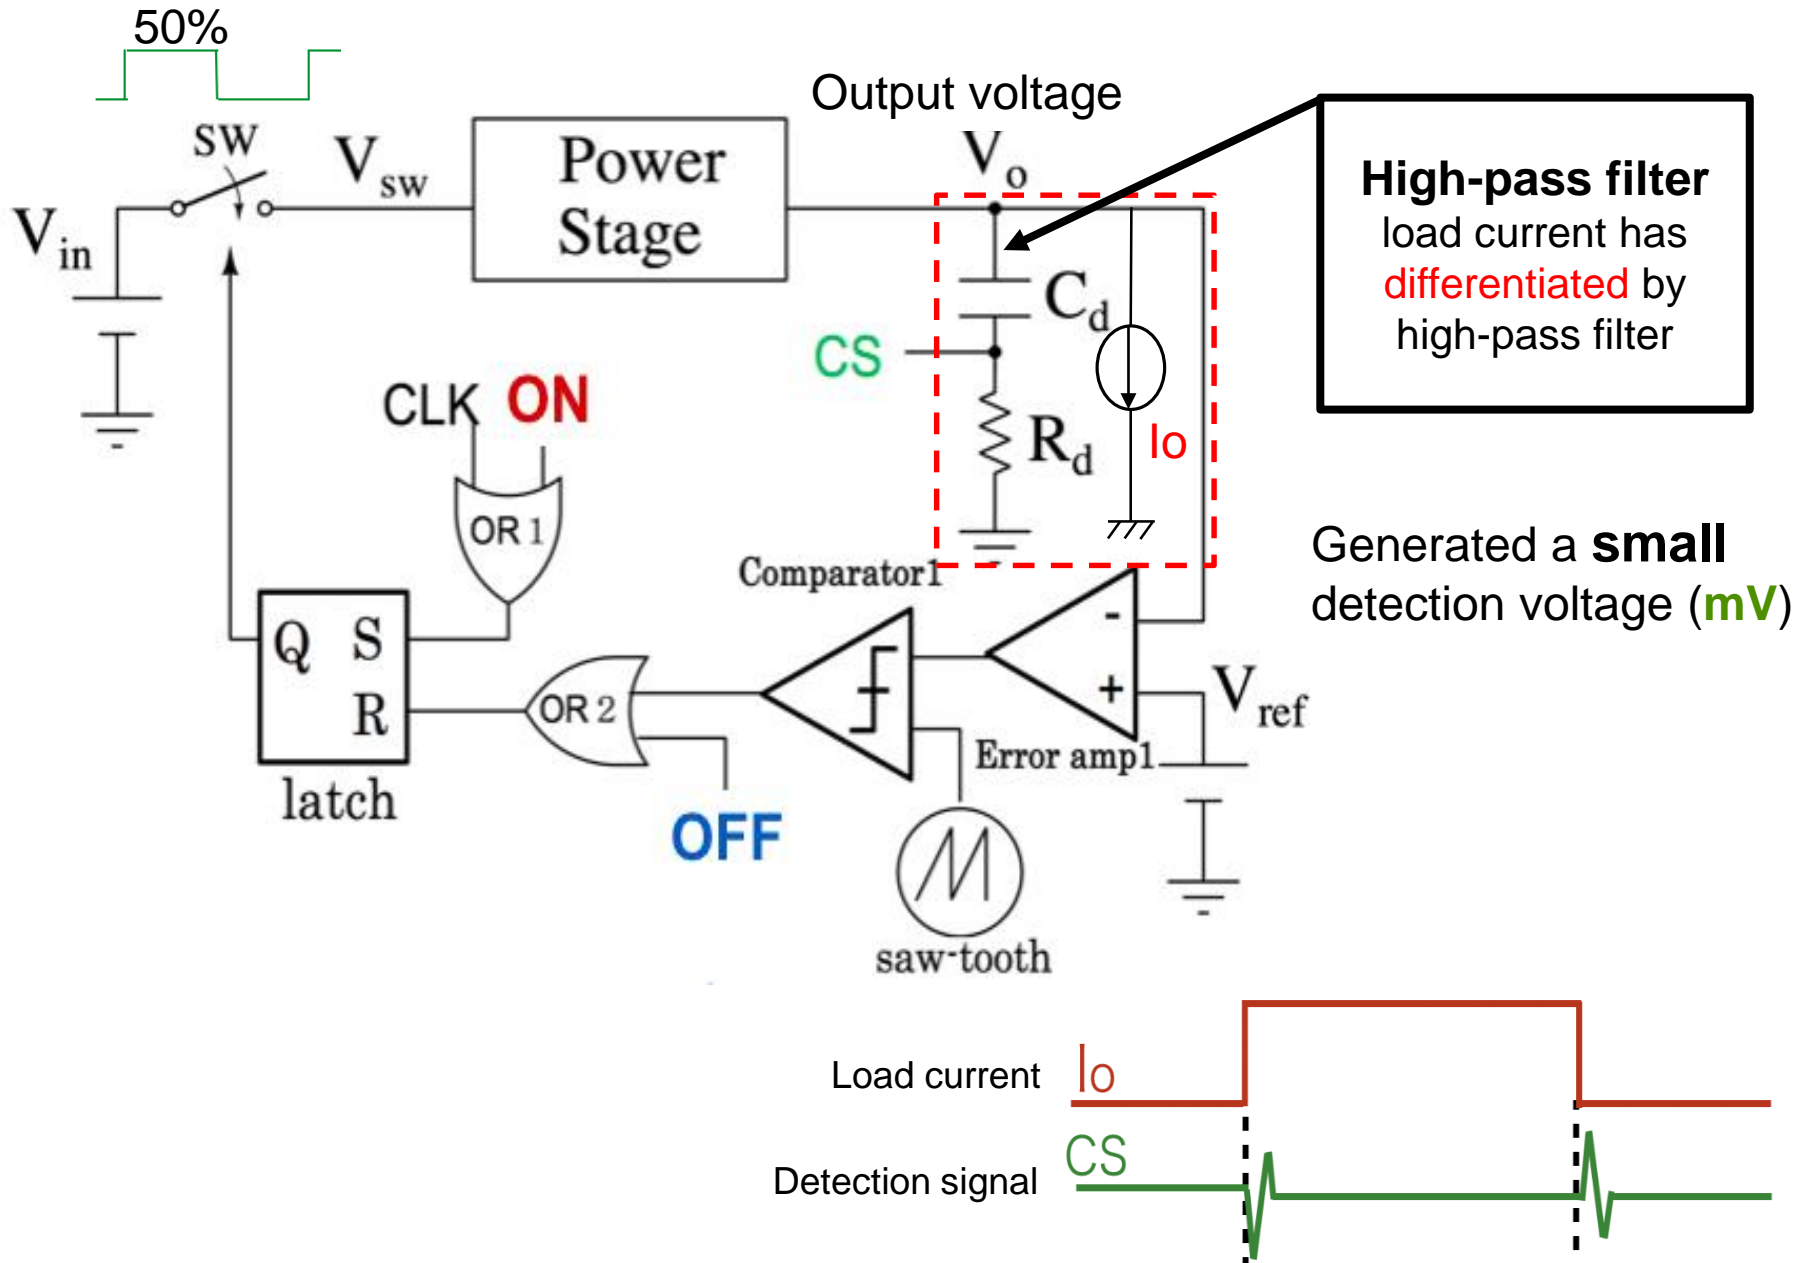 50%
Output voltage
SW
Vsw
Power
Stage
Vo
High-pass filter
load current has
differentiated by
high-pass filter
Vin
Cd
CS
CLK ON
Rd
Io
OR 1
Generated a small
detection voltage (mV)
Comparator1
-
Q S
R
OR 2
+
Vref
Error amp1
latch
OFF
saw-tooth
Load current Io
Detection signal CS